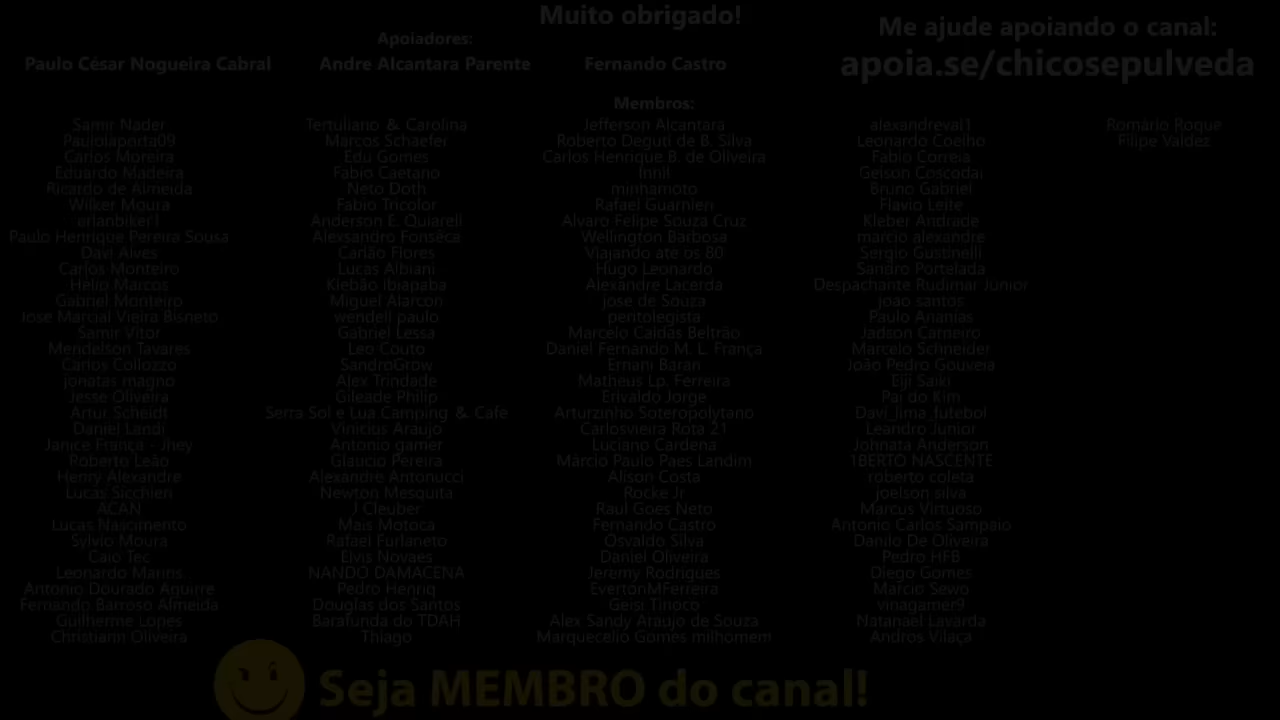 Muito obrigado!
Me ajude apoiando o canal:
apoia.se/chicosepulveda
Apoiadores:
Paulo César Nogueira Cabral
Andre Alcantara Parente
Fernando Castro
Membros:
Samir Nader
Paulolaporta09
Carlos Moreira
Eduardo Madeira
Ricardo de Almeida
Wilker Moura
arlanbiker1
Paulo Henrique Pereira Sousa
Davi Alves
Carlos Monteiro
Hélio Marcos
Gabriel Monteiro
Jose Marcial Vieira Bisneto
Samir Vitor
Mendelson Tavares
Carlos Collozzo
jonatas magno
Jesse Oliveira
Artur Scheidt
Daniel Landi
Janice França - Jhey
Roberto Leão
Henry Alexandre
Lucas Sicchieri
ACAN
Lucas Nascimento
Sylvio Moura
Caio Tec
Leonardo Marins.
Antonio Dourado Aguirre
Fernando Barroso Almeida
Guilherme Lopes
Christiann Oliveira
Tertuliano & Carolina
Marcos Schaefer
Edu Gomes
Fabio Caetano
Neto Doth
Fabio Tricolor
Anderson E. Quiarell
Alexsandro Fonsêca
Carlão Flores
Lucas Albiani
Klebão Ibiapaba
Miguel Alarcon
wendell paulo
Gabriel Lessa
Leo Couto
SandroGrow
Alex Trindade
Gileade Philip
Serra Sol e Lua Camping & Cafe
Vinicius Araujo
Antonio gamer
Glaucio Pereira
Alexandre Antonucci
Newton Mesquita
J Cleuber
Mais Motoca
Rafael Furlaneto
Elvis Novaes
NANDO DAMACENA
Pedro Henriq
Douglas dos Santos
Barafunda do TDAH
Thiago
Jefferson Alcantara
Roberto Deguti de B. Silva
Carlos Henrique B. de Oliveira
minhamoto
Rafael Guarnieri
Alvaro Felipe Souza Cruz
Wellington Barbosa
Viajando até os 80
Hugo Leonardo
Alexandre Lacerda
jose de Souza
pentolegista
Marcelo Caldas Beltrão
Daniel Fernando M. L. França
Ernani Baran
Matheus Lp. Ferreira
Erivaldo Jorge
Arturzinho Soteropolytano
Carlosvieira Rota 21
Luciano Cardena
Márcio Paulo Paes Landim
Alison Costa
Rocke Jr
Raul Goes Neto
Fernando Castro
Osvaldo Silva
Daniel Oliveira
Jeremy Rodrigues
EvertonMFerreira
Geisi Tinoco
Alex Sandy Araujo de Souza
Marquecelio Gomes milhomem
alexandreval1
Leonardo Coelho
Fabio Correia
Gelson Coscodai
Bruno Gabriel
Flavio Leite
Kleber Andrade
marcio alexandre
Sergio Gustinelli
Sandro Portelada
Despachante Rudimar Junior
joao santos
Paulo Ananias
Jadson Carneiro
Marcelo Schneider
João Pedro Gouveia
Eiji Saiki
Pai do Kim
Davi_lima_futebol
Leandro Junior
Johnata Anderson
1BERTO NASCENTE
roberto coleta
joelson silva
Marcus Virtuoso
Antonio Carlos Sampaio
Danilo De Oliveira
Pedro HFB
Diego Gomes
Marcio Sewo
vinagamer9
Natanael Lavarda
Andros Vilaça
Romário Roque
Filipe Valdez
Seja MEMBRO do canal!